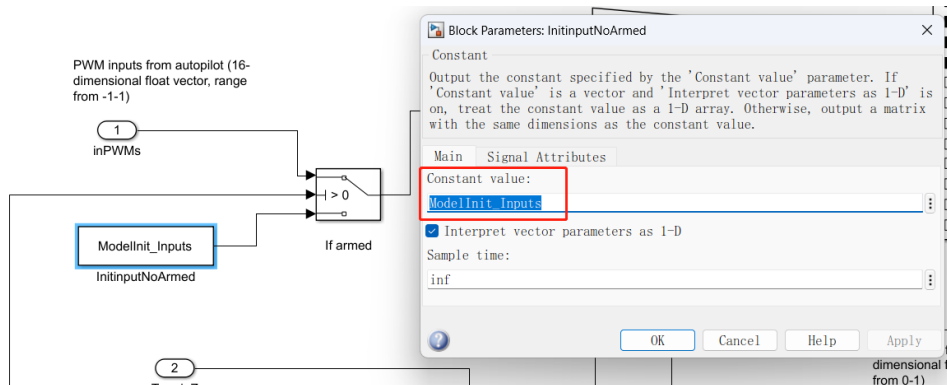 PWM inputs from autopilot (16-
dimensional float vector, range
from -1-1)
1
inPWMs
> 0
If armed
ModelInit_Inputs
InitinputNoArmed
2
Block Parameters: InitinputNoArmed
Constant
Output the constant specified by the 'Constant value' parameter. If
'Constant value' is a vector and 'Interpret vector parameters as 1-D' is
on, treat the constant value as a 1-D array. Otherwise, output a matrix
with the same dimensions as the constant value.
Main Signal Attributes
Constant value:
ModelInit_Inputs
Interpret vector parameters as 1-D
Sample time:
inf
OK Cancel Help Apply
dimensional f
from 0-1)